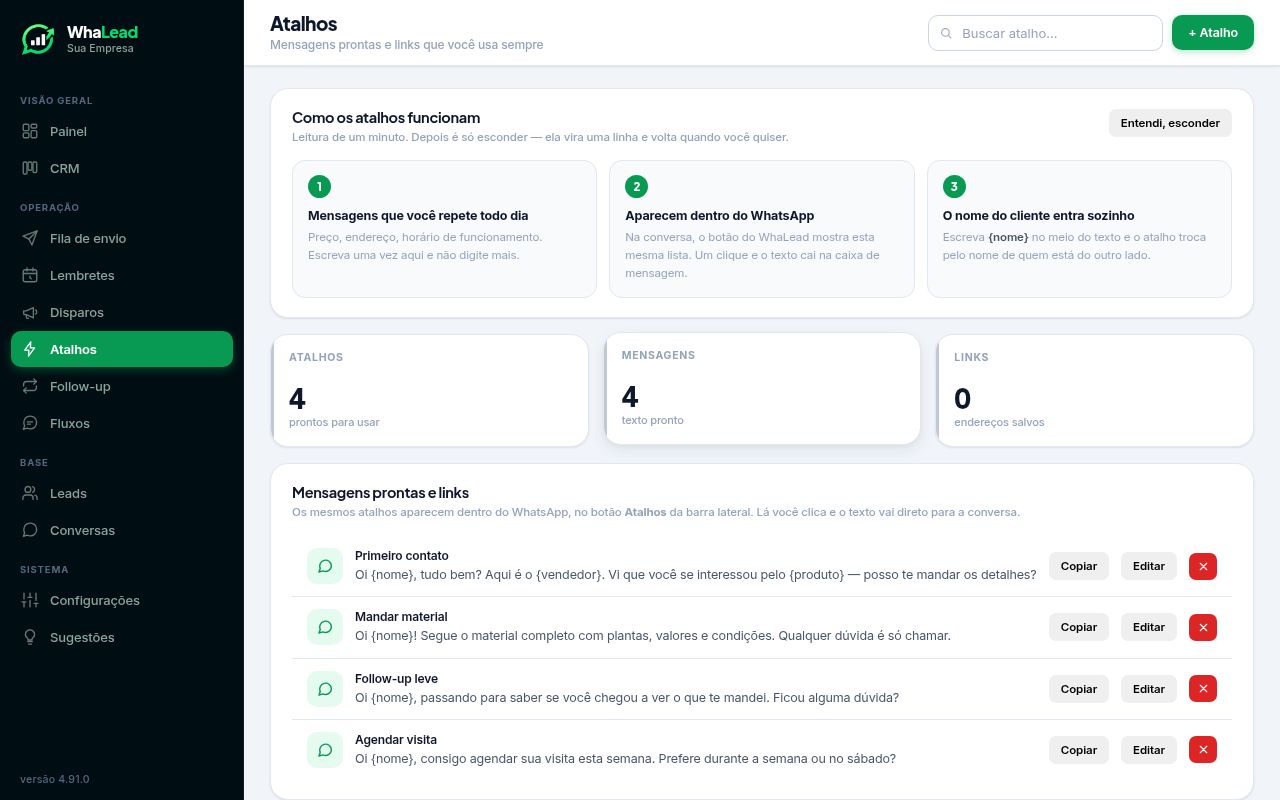 WhaLead
Sua Empresa
VISÃO GERAL
Painel
CRM
OPERAÇÃO
Fila de envio
Lembretes
Disparos
Atalhos
Follow-up
Fluxos
BASE
Leads
Conversas
SISTEMA
Configurações
Sugestões
versão 4.91.0
Atalhos
Mensagens prontas e links que você usa sempre
Buscar atalho...
+ Atalho
Como os atalhos funcionam
Leitura de um minuto. Depois é só esconder — ela vira uma linha e volta quando você quiser.
Entendi, esconder
1
Mensagens que você repete todo dia
Preço, endereço, horário de funcionamento.
Escreva uma vez aqui e não digite mais.
2
Aparecem dentro do WhatsApp
Na conversa, o botão do WhaLead mostra esta
mesma lista. Um clique e o texto cai na caixa de
mensagem.
3
O nome do cliente entra sozinho
Escreva {nome} no meio do texto e o atalho troca
pelo nome de quem está do outro lado.
ATALHOS
4
prontos para usar
MENSAGENS
4
texto pronto
LINKS
0
endereços salvos
Mensagens prontas e links
Os mesmos atalhos aparecem dentro do WhatsApp, no botão Atalhos da barra lateral. Lá você clica e o texto vai direto para a conversa.
Primeiro contato
Oi {nome}, tudo bem? Aqui é o {vendedor}. Vi que você se interessou pelo {produto} — posso te mandar os detalhes?
Copiar
Editar
Mandar material
Oi {nome}! Segue o material completo com plantas, valores e condições. Qualquer dúvida é só chamar.
Copiar
Editar
Follow-up leve
Oi {nome}, passando para saber se você chegou a ver o que te mandei. Ficou alguma dúvida?
Copiar
Editar
Agendar visita
Oi {nome}, consigo agendar sua visita esta semana. Prefere durante a semana ou no sábado?
Copiar
Editar